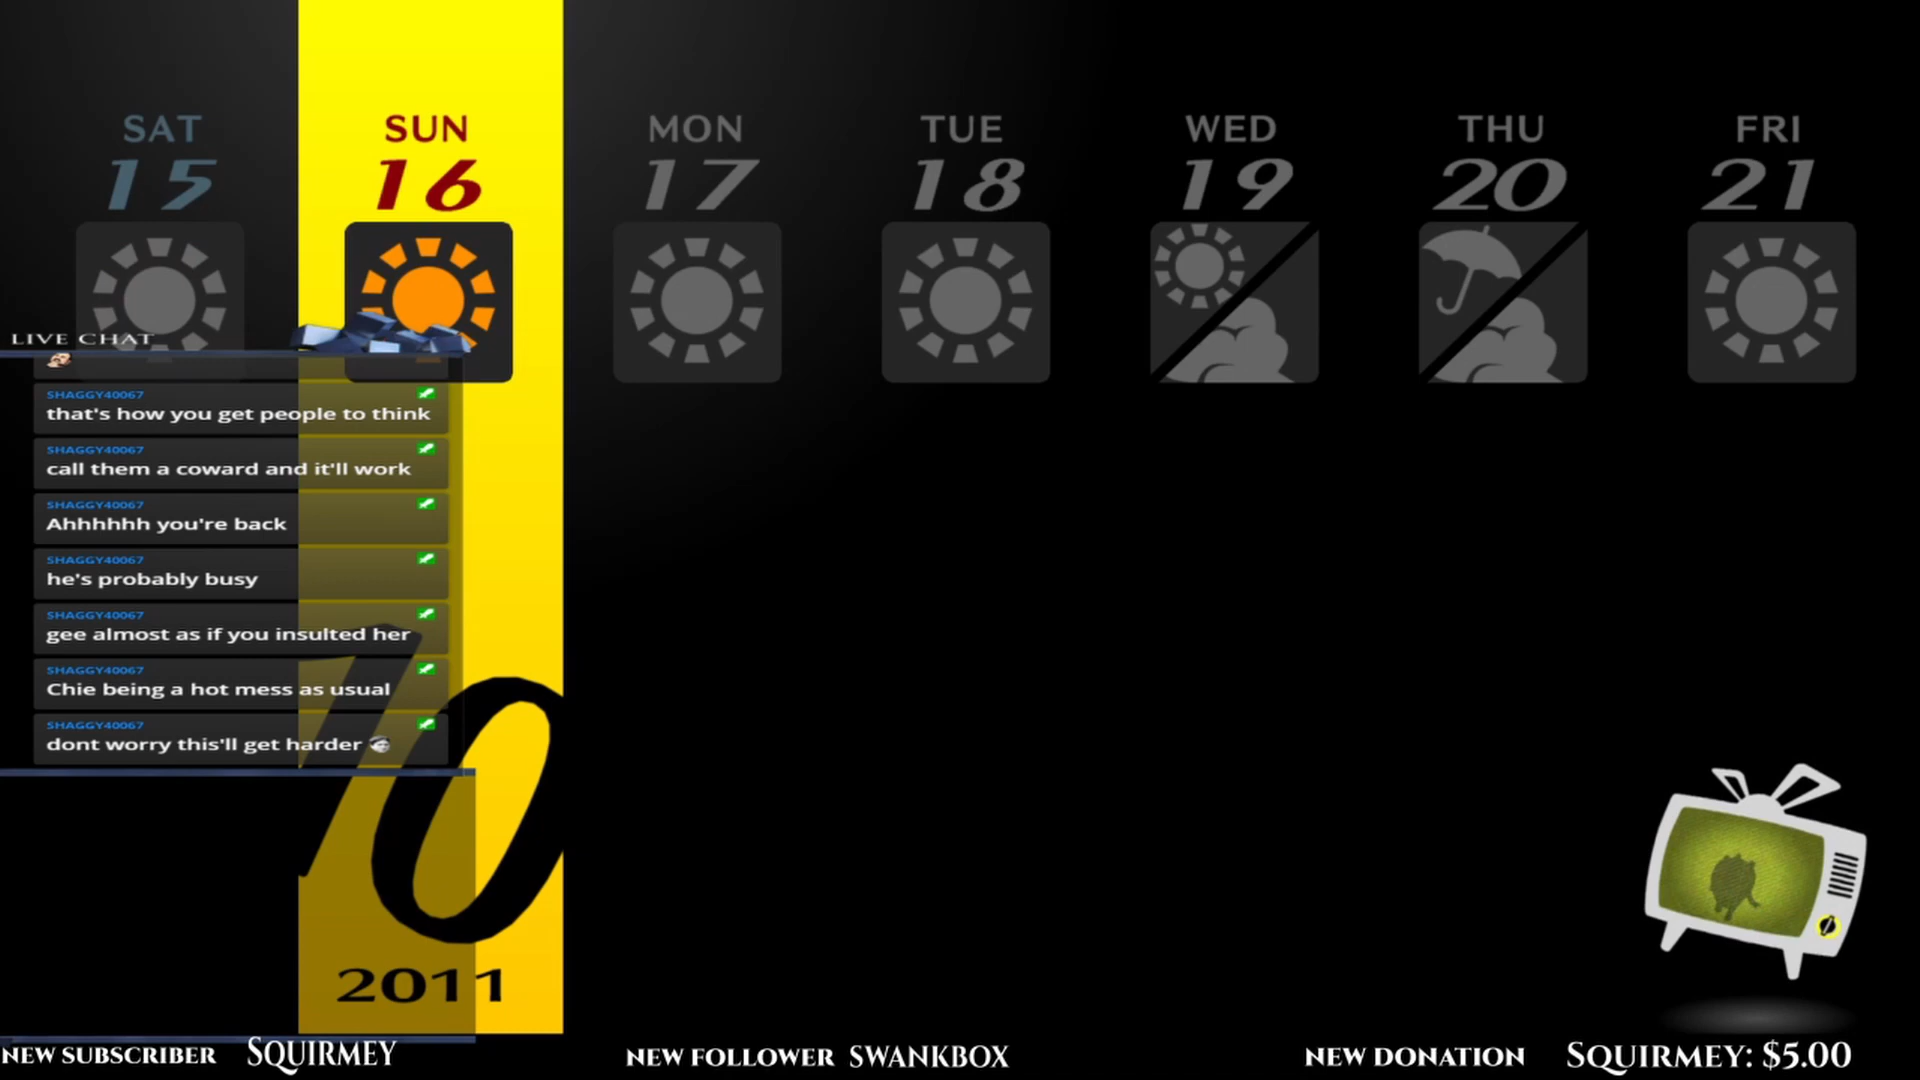 SAT
15
SUN
16
MON
17
TUE
18
WED
19
THU
20
FRI
21
LIVE CHAT
SHAGGY40067
that's how you get people to think
SHAGGY40067
call them a coward and it'll work
SHAGGY40067
Ahhhhhh you're back
SHAGGY40067
he's probably busy
SHAGGY40067
gee almost as if you insulted her
SHAGGY40067
Chie being a hot mess as usual
SHAGGY40067
dont worry this'll get harder
10
2011
NEW SUBSCRIBER SQUIRMEY
NEW FOLLOWER SWANKBOX
NEW DONATION SQUIRMEY: $5.00